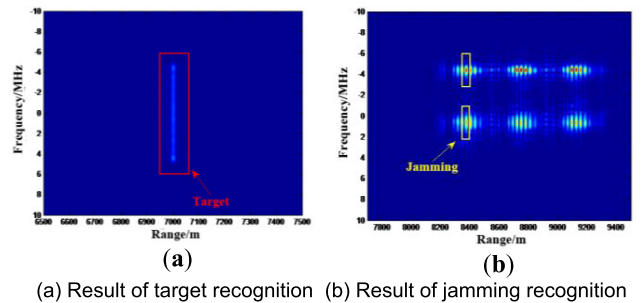 -10
-8
-6
-4
-2
0
2
4
6
8
10
Frequency/MHz
Target
6500 6600 6700 6800 6900 7000 7100 7200 7300 7400 7500
Range/m
(a)
-10
-8
-6
-4
-2
0
2
4
6
8
10
Frequency/MHz
Jamming
7800 8000 8200 8400 8600 8800 9000 9200 9400
Range/m
(b)
(a) Result of target recognition (b) Result of jamming recognition